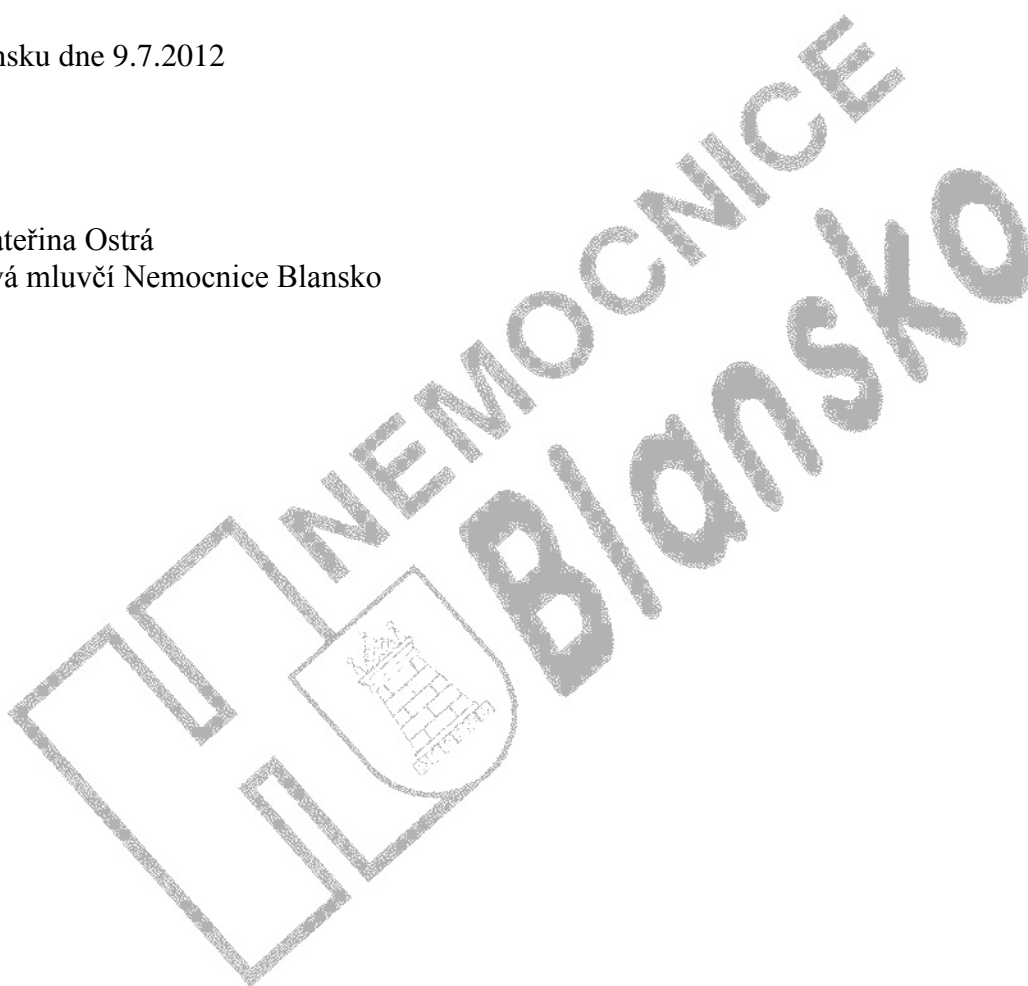 nsku dne 9.7.2012
ateřina Ostrá
vá mluvčí Nemocnice Blansko
NEMOCNICE
Blansko